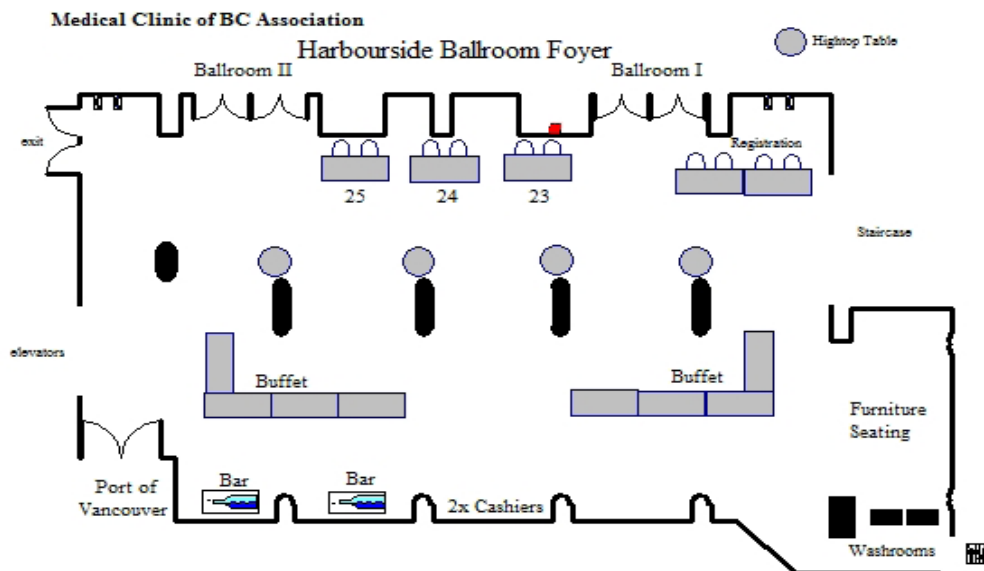 Medical Clinic of BC Association
Harbourside Ballroom Foyer
Hightop Table
Ballroom II
Ballroom I
exit
Registration
25
24
23
Staircase
elevators
Buffet
Buffet
Furniture
Seating
Bar
Bar
Port of
Vancouver
2x Cashiers
Washrooms